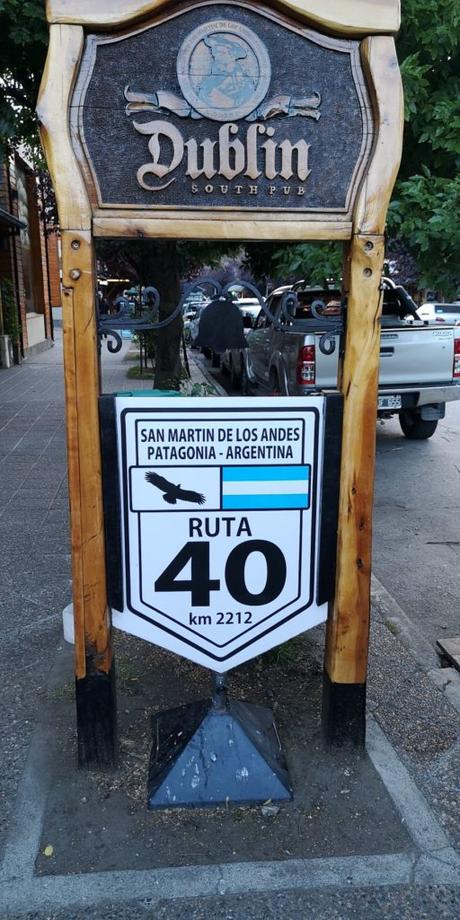 Dublin
SOUTH PUB
SAN MARTIN DE LOS ANDES
PATAGONIA - ARGENTINA
RUTA
40
km 2212